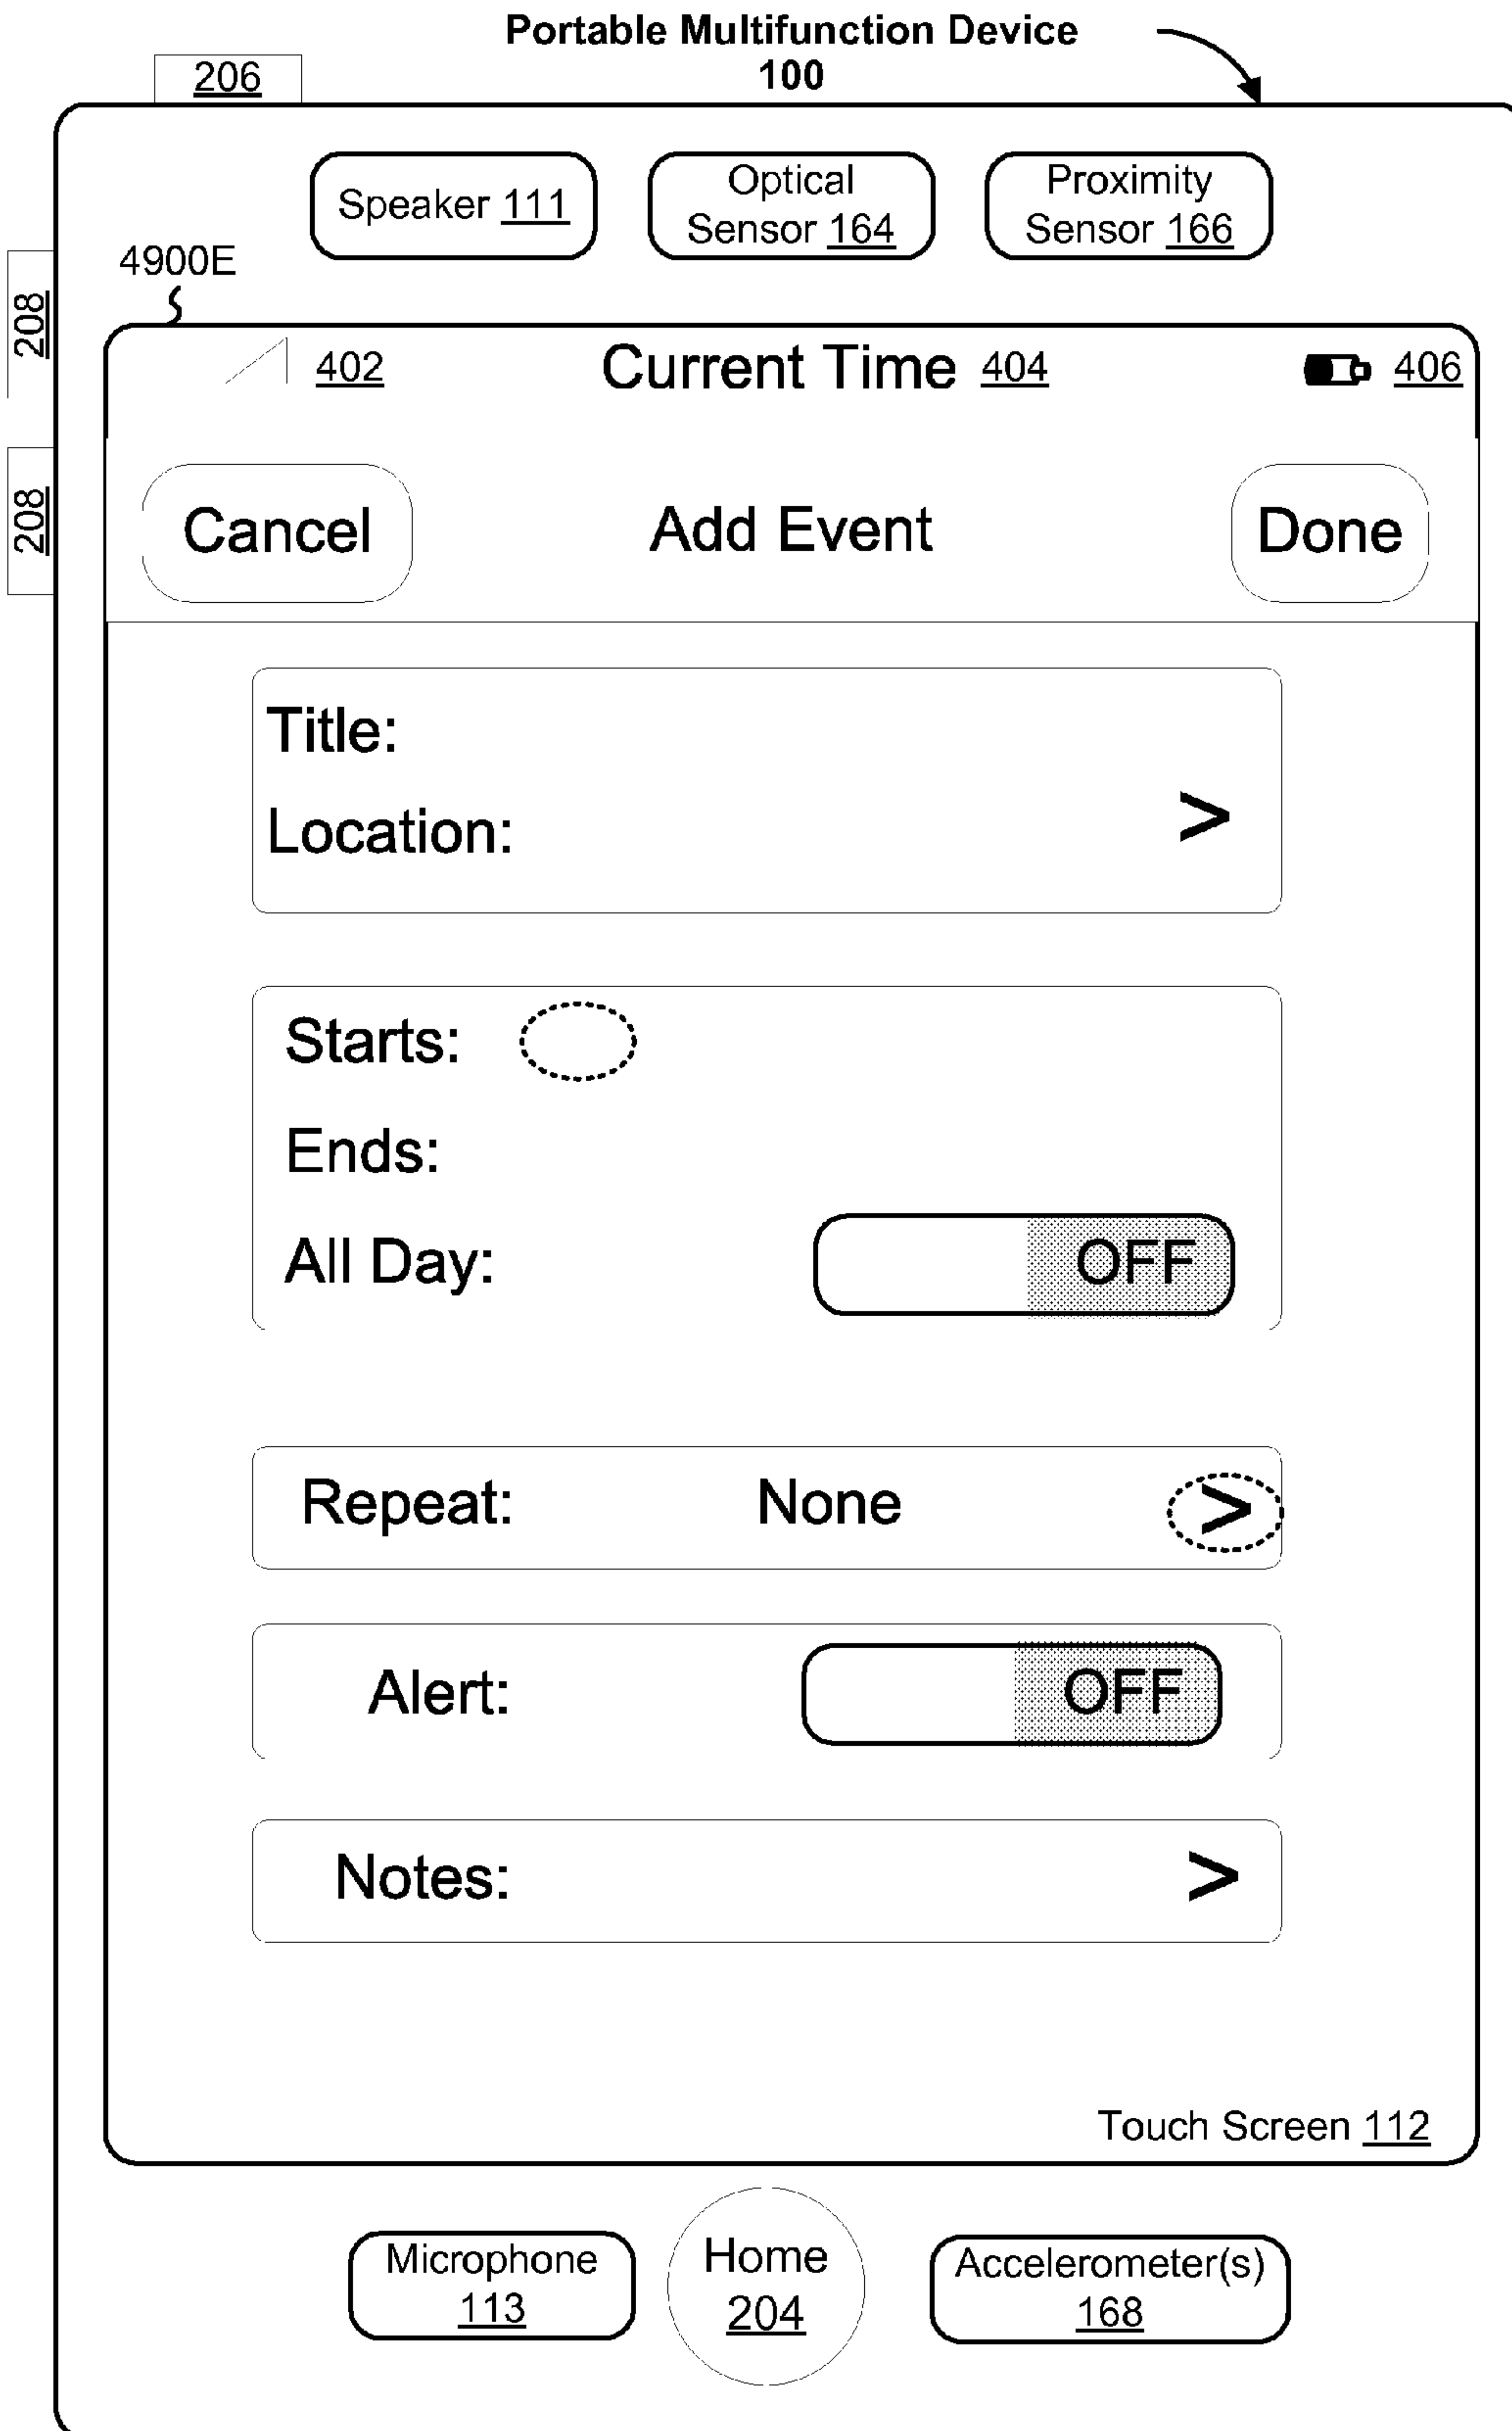 Portable Multifunction Device
100
206
Speaker 111
Optical
Sensor 164
Proximity
Sensor 166
4900E
208
208
402
Current Time 404
406
Cancel
Add Event
Done
Title:
Location:
>
Starts:
Ends:
All Day:
OFF
Repeat:
None
>
Alert:
OFF
Notes:
>
Touch Screen 112
Microphone
113
Home
204
Accelerometer(s)
168